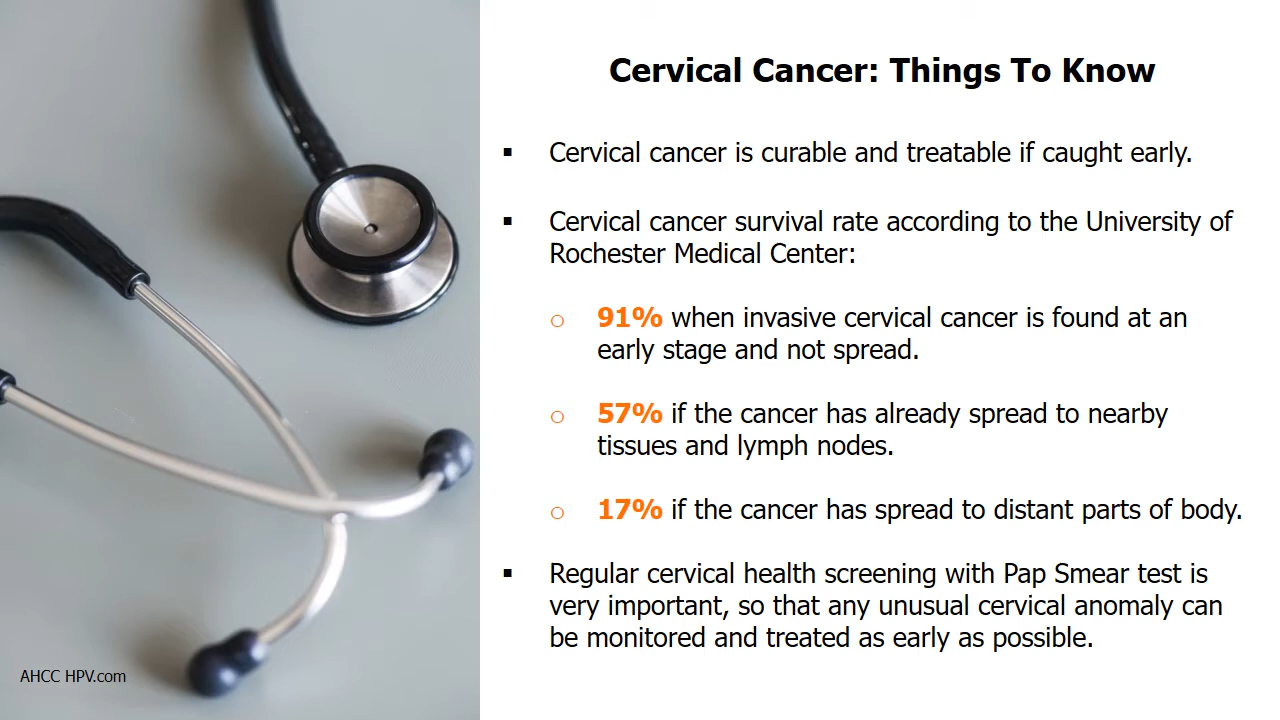 Cervical Cancer: Things To Know
▪ Cervical cancer is curable and treatable if caught early.
▪ Cervical cancer survival rate according to the University of
Rochester Medical Center:
o 91% when invasive cervical cancer is found at an
early stage and not spread.
o 57% if the cancer has already spread to nearby
tissues and lymph nodes.
o 17% if the cancer has spread to distant parts of body.
▪ Regular cervical health screening with Pap Smear test is
very important, so that any unusual cervical anomaly can
be monitored and treated as early as possible.
AHCC HPV.com